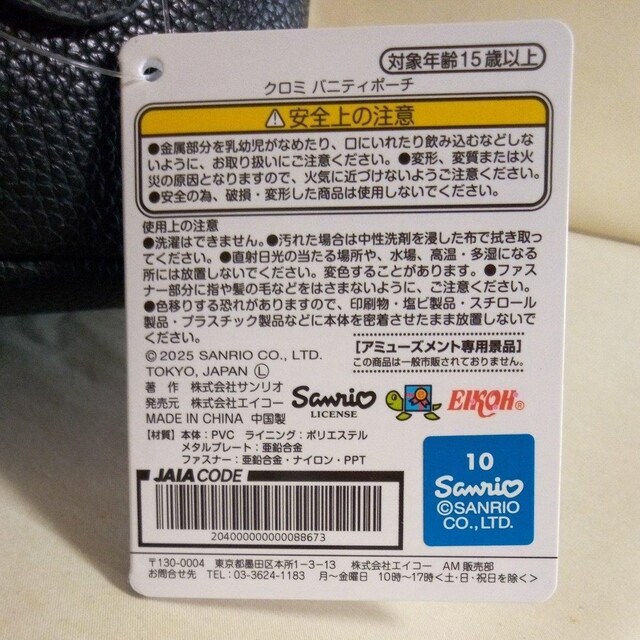 対象年齢15歳以上
クロミ バニティポーチ
⚠安全上の注意
●金属部分を乳幼児がなめたり、口にいれたり飲み込むなどしな
いように、お取り扱いにご注意ください。●変形、変質または火
災の原因となりますので、火気に近づけないようご注意ください。
●安全の為、破損・変形した商品は使用しないでください。
使用上の注意
●洗濯はできません。●汚れた場合は中性洗剤を浸した布で拭き取っ
てください。●直射日光の当たる場所や、水場、高温・多湿になる
所には放置しないでください。変色することがあります。●ファス
ナー部分に指や髪の毛などをはさまないように、ご注意ください。
●色移りする恐れがありますので、印刷物・塩ビ製品・スチロール
製品・プラスチック製品などに本体を密着させたまま放置しないで
ください。
©2025 SANRIO CO., LTD.
TOKYO, JAPAN Ⓛ
【アミューズメント専用景品】
この商品は一般市販されておりません。
著 作 株式会社サンリオ
発売元 株式会社エイコー
MADE IN CHINA 中国製
Sanrio
LICENSE
EIKOH®
【材質】本体:PVC ライニング:ポリエステル
メタルプレート:亜鉛合金
ファスナー:亜鉛合金・ナイロン・PPT
JAIA CODE
20400000000088673
10
Sanrio
©SANRIO
CO., LTD.
〒130-0004 東京都墨田区本所1-3-13 株式会社エイコー AM販売部
お問合せ先 TEL 03-3624-1183 月〜金曜日 10時〜17時<土・日・祝日を除く>